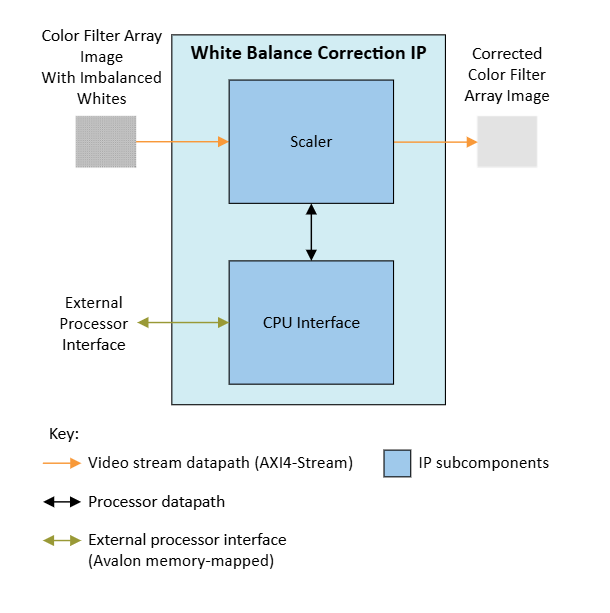 Color Filter Array
Image
With Imbalanced
Whites
White Balance Correction IP
Corrected
Color Filter
Array Image
Scaler
External
Processor
Interface
CPU Interface
Key:
Video stream datapath (AXI4-Stream)
IP subcomponents
Processor datapath
External processor interface
(Avalon memory-mapped)